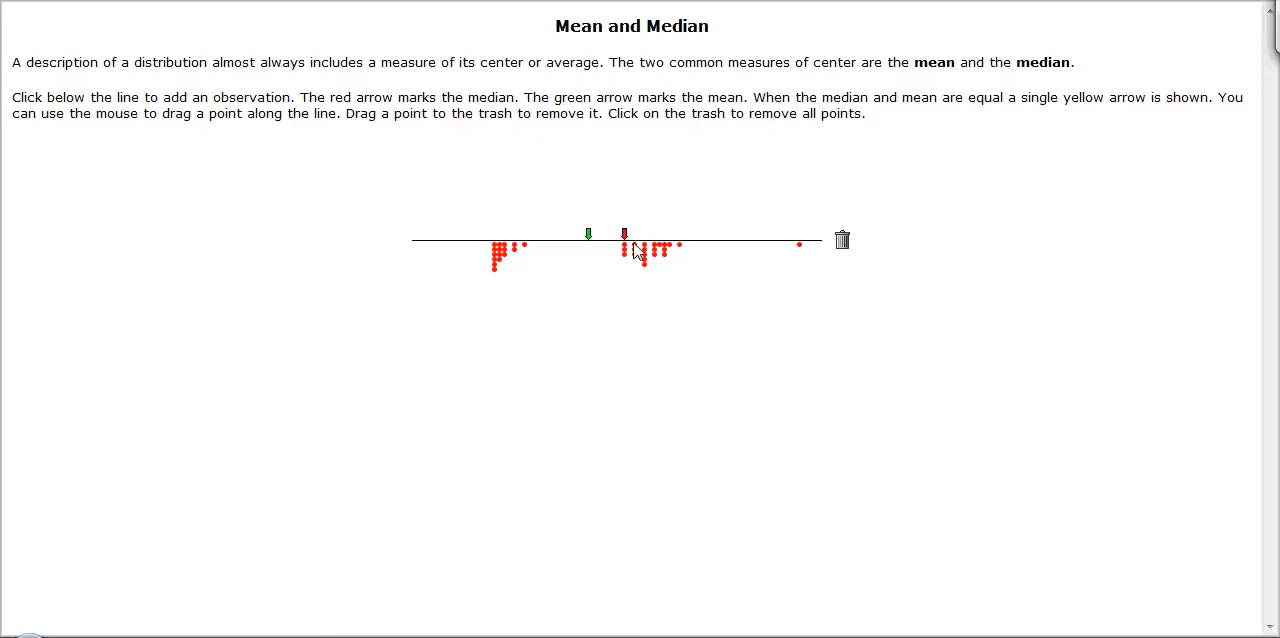 Mean and Median
A description of a distribution almost always includes a measure of its center or average. The two common measures of center are the mean and the median.
Click below the line to add an observation. The red arrow marks the median. The green arrow marks the mean. When the median and mean are equal a single yellow arrow is shown. You
can use the mouse to drag a point along the line. Drag a point to the trash to remove it. Click on the trash to remove all points.